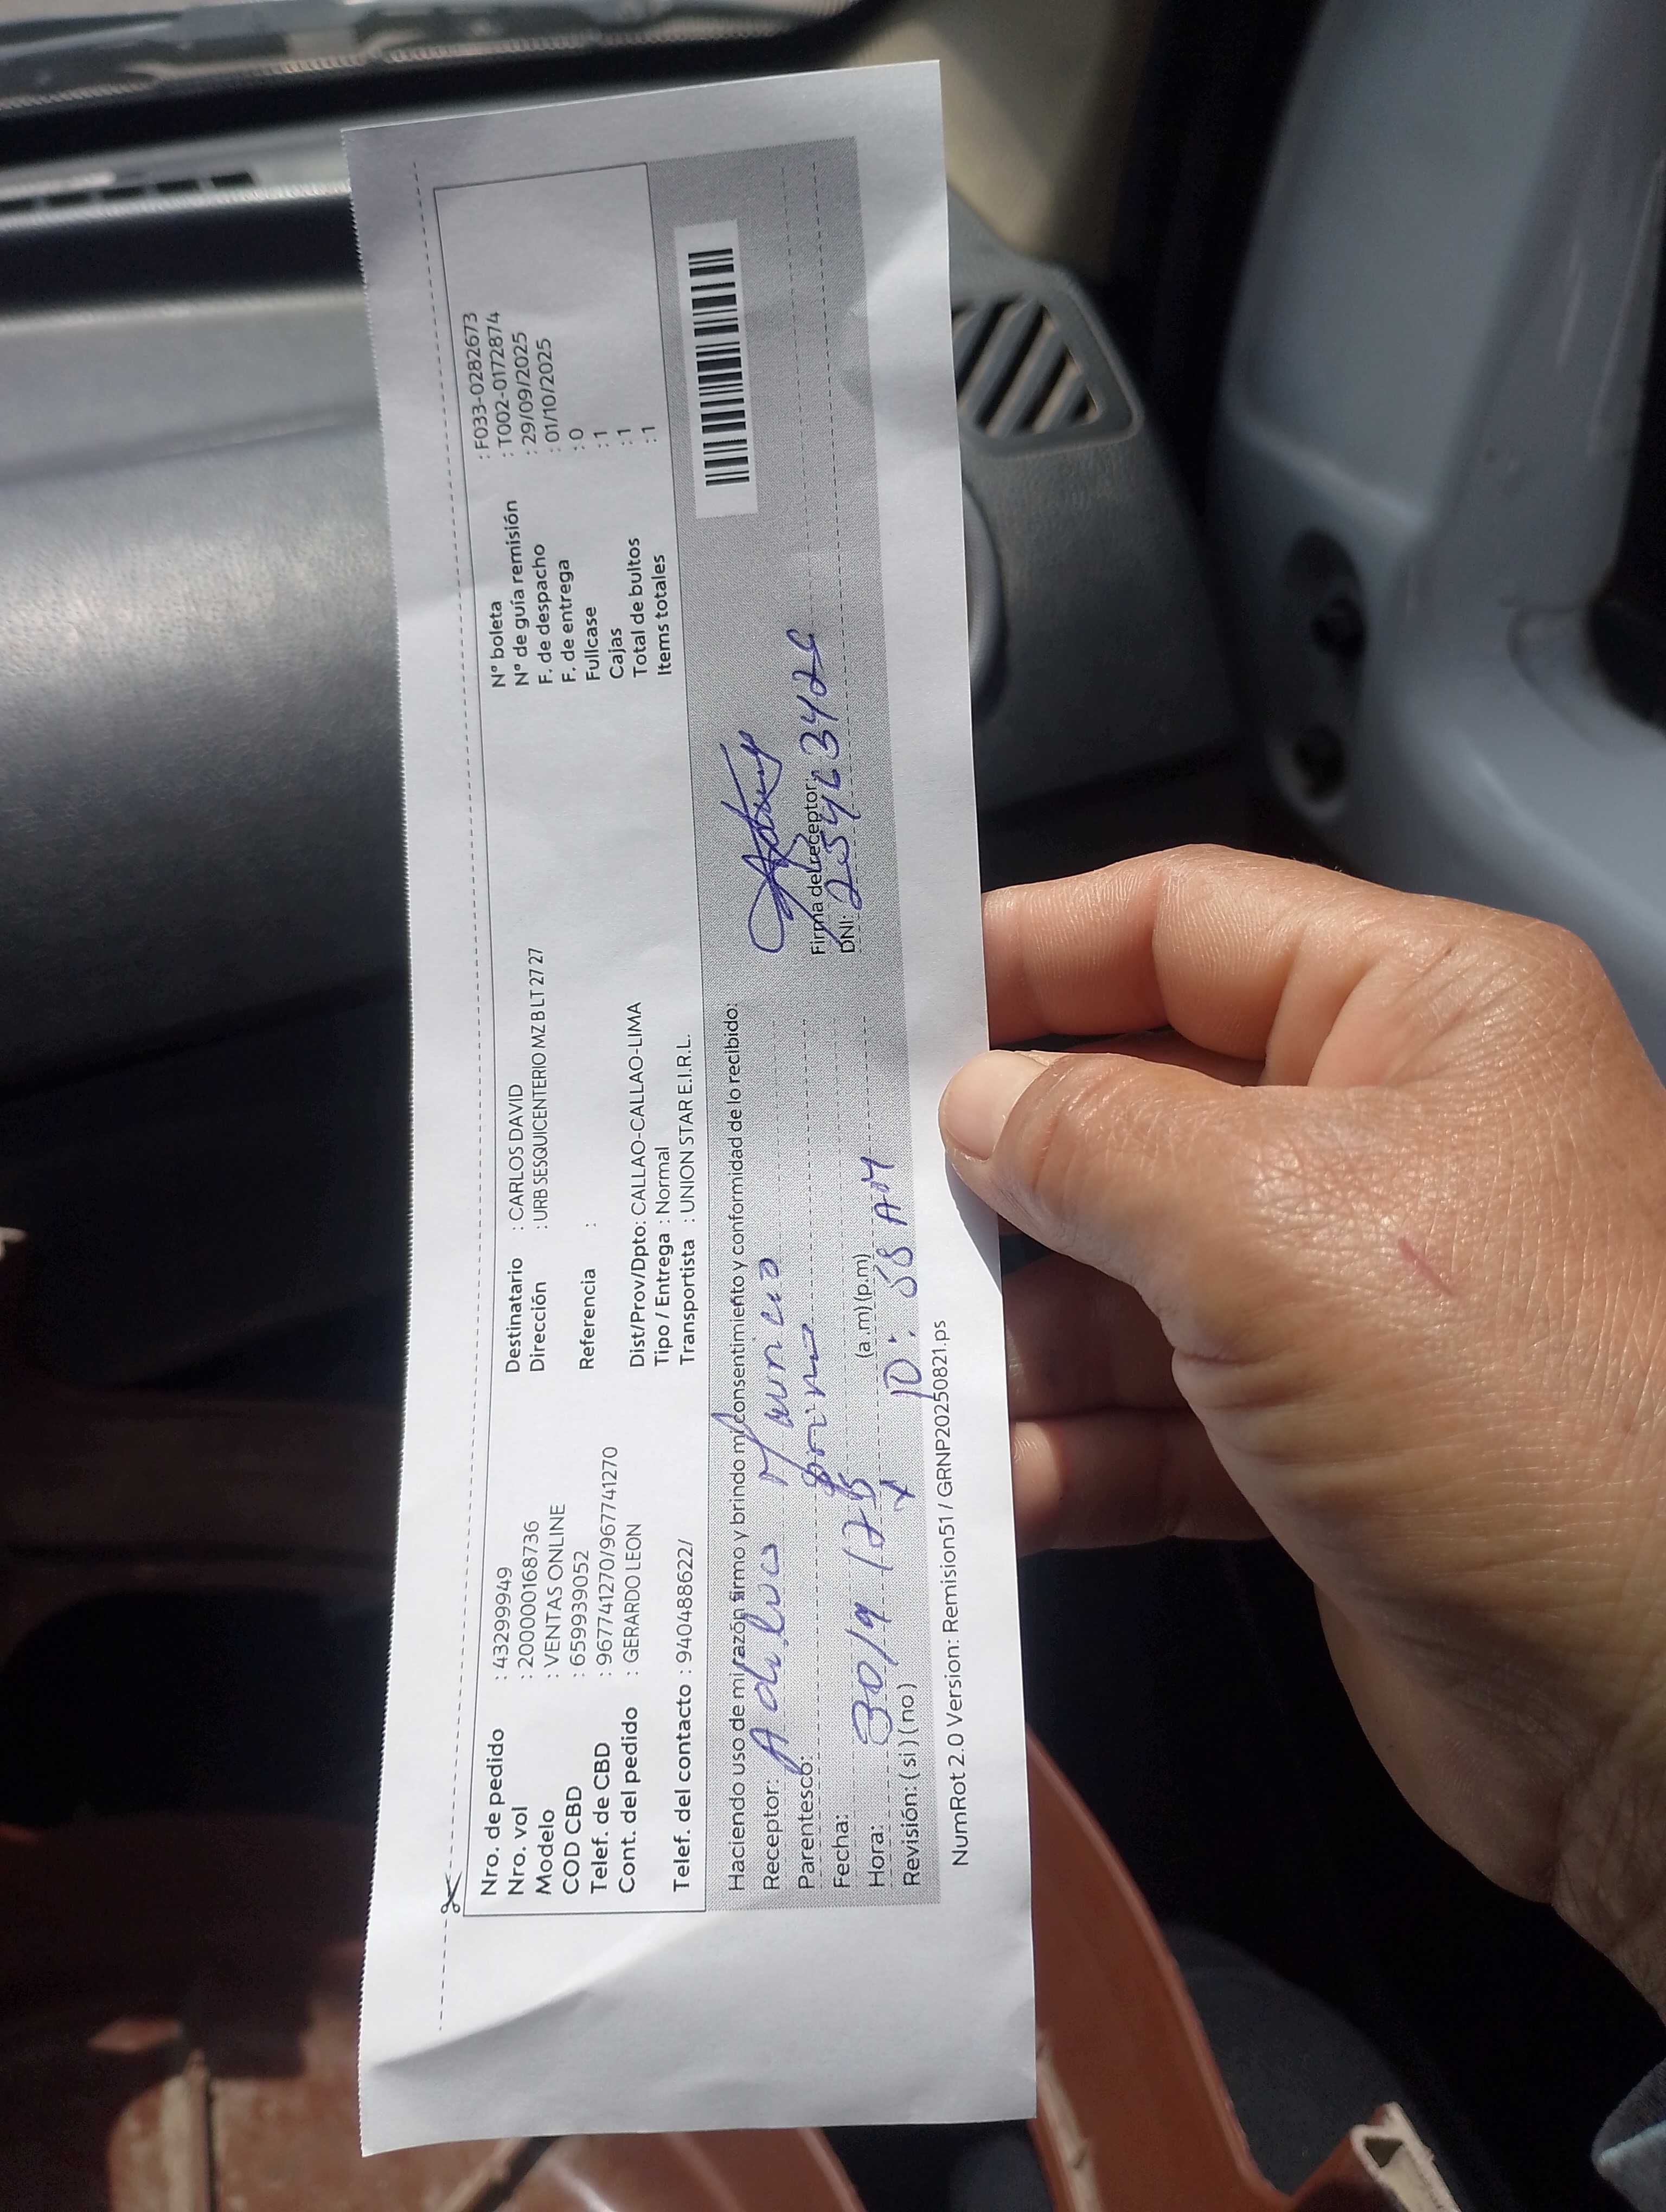 Nro. de pedido : 43299949
Nro. vol : 20000168736
Modelo : VENTAS ONLINE
COD CBD : 659939052
Telef. de CBD : 967741270/967741270
Cont. del pedido : GERARDO LEON
Telef. del contacto : 940488622/
Destinatario : CARLOS DAVID
Dirección : URB SESQUICENTERIO MZ B LT 27 27
Referencia :
Dist/Prov/Dpto: CALLAO-CALLAO-LIMA
Tipo / Entrega : Normal
Transportista : UNION STAR E.I.R.L.
N° boleta : F033-0282673
N° de guía remisión : T002-0172874
F. de despacho : 29/09/2025
F. de entrega : 01/10/2025
Fullcase : 0
Cajas : 1
Total de bultos : 1
Items totales : 1
Haciendo uso de mi razón firmo y brindo mi consentimiento y conformidad de lo recibido:
Receptor:
Parentesco:
Fecha: 30/9/25
Hora: (a.m) (p.m) 10:58 AM
Revisión: ( si ) ( no )
Firma del receptor:
DNI:
NumRot 2.0 Version: Remision51 / GRNP20250821.ps